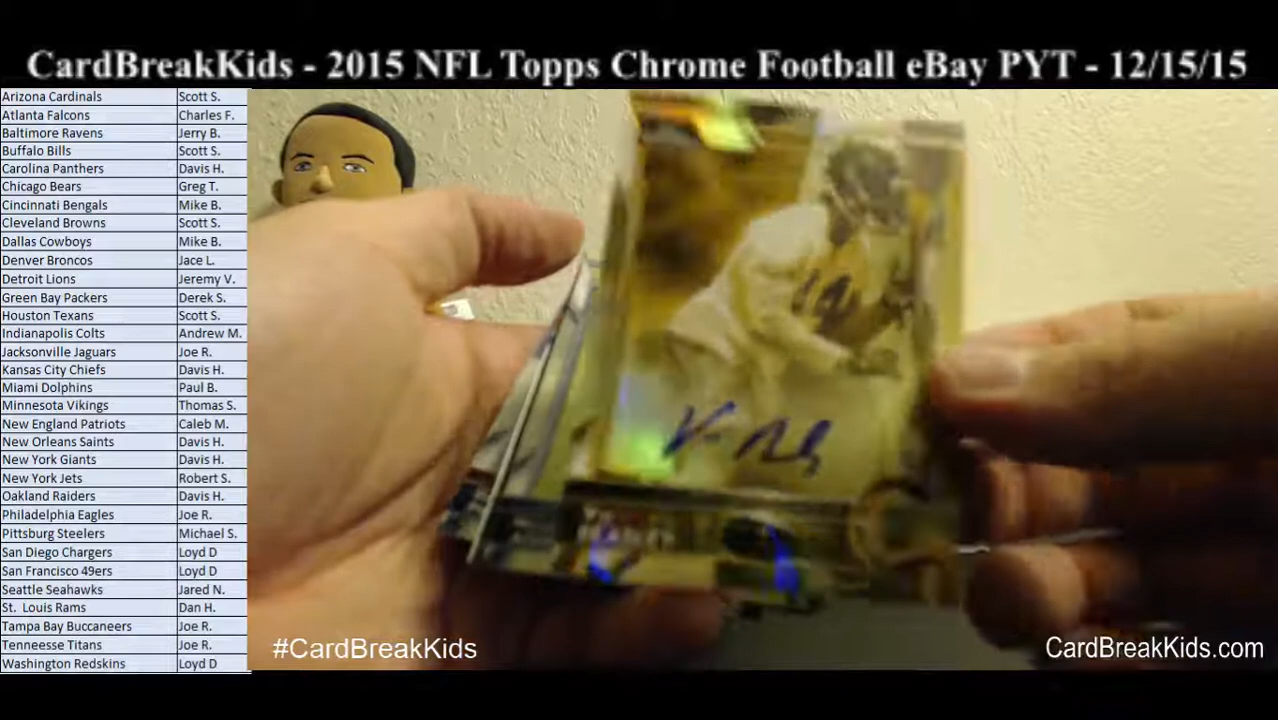 CardBreakKids - 2015 NFL Topps Chrome Football eBay PYT - 12/15/15
Arizona Cardinals Scott S.
Atlanta Falcons Charles F.
Baltimore Ravens Jerry B.
Buffalo Bills Scott S.
Carolina Panthers Davis H.
Chicago Bears Greg T.
Cincinnati Bengals Mike B.
Cleveland Browns Scott S.
Dallas Cowboys Mike B.
Denver Broncos Jace L.
Detroit Lions Jeremy V.
Green Bay Packers Derek S.
Houston Texans Scott S.
Indianapolis Colts Andrew M.
Jacksonville Jaguars Joe R.
Kansas City Chiefs Davis H.
Miami Dolphins Paul B.
Minnesota Vikings Thomas S.
New England Patriots Caleb M.
New Orleans Saints Davis H.
New York Giants Davis H.
New York Jets Robert S.
Oakland Raiders Davis H.
Philadelphia Eagles Joe R.
Pittsburg Steelers Michael S.
San Diego Chargers Loyd D
San Francisco 49ers Loyd D
Seattle Seahawks Jared N.
St. Louis Rams Dan H.
Tampa Bay Buccaneers Joe R.
Tenneesse Titans Joe R.
Washington Redskins Loyd D
#CardBreakKids
CardBreakKids.com